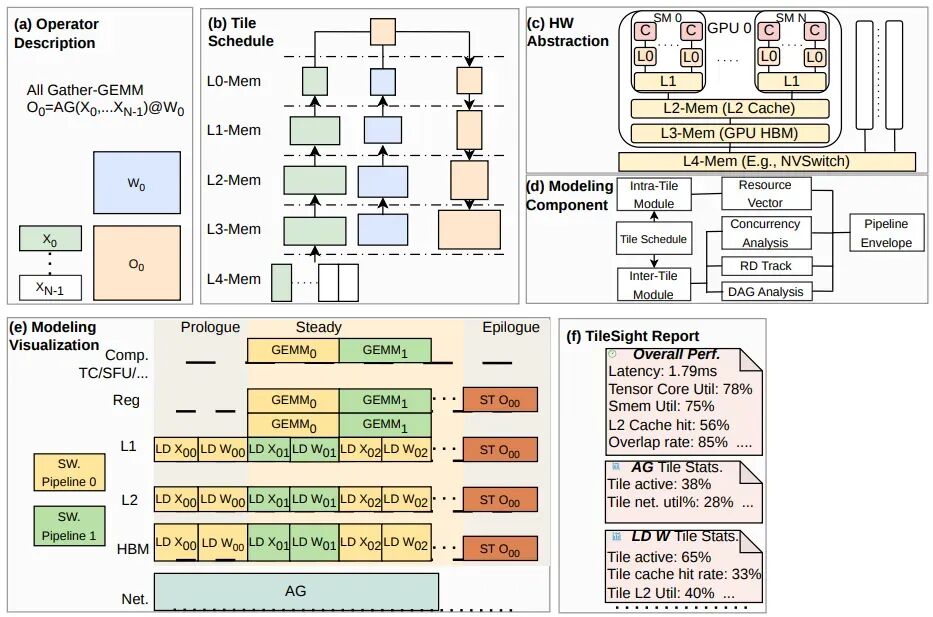 (a) Operator
Description
All Gather-GEMM
O0=AG(X0,...XN-1)@W0
W0
X0
O0
XN-1
(b) Tile
Schedule
L0-Mem
L1-Mem
L2-Mem
L3-Mem
L4-Mem
(c) HW
Abstraction
SM 0
GPU 0
SM N
C
C
C
C
L0
L0
L0
L0
L1
L1
L2-Mem (L2 Cache)
L3-Mem (GPU HBM)
L4-Mem (E.g., NVSwitch)
(d) Modeling
Component
Intra-Tile
Module
Tile Schedule
Inter-Tile
Module
Resource
Vector
Concurrency
Analysis
RD Track
DAG Analysis
Pipeline
Envelope
(e) Modeling
Visualization
Prologue
Steady
Epilogue
Comp.
TC/SFU/...
GEMM0
GEMM1
Reg
GEMM0
GEMM1
...
ST O00
GEMM0
GEMM1
L1
LD X00
LD W00
LD X01
LD W01
LD X02
LD W02
...
ST O00
SW.
Pipeline 0
L2
LD X00
LD W00
LD X01
LD W01
LD X02
LD W02
...
ST O00
SW.
Pipeline 1
HBM
LD X00
LD W00
LD X01
LD W01
LD X02
LD W02
...
ST O00
Net.
AG
(f) TileSight Report
Overall Perf.
Latency: 1.79ms
Tensor Core Util: 78%
Smem Util: 75%
L2 Cache hit: 56%
Overlap rate: 85% ....
AG Tile Stats.
Tile active: 38%
Tile net. util%: 28% ...
LD W Tile Stats.
Tile active: 65%
Tile cache hit rate: 33%
Tile L2 Util: 40% ...